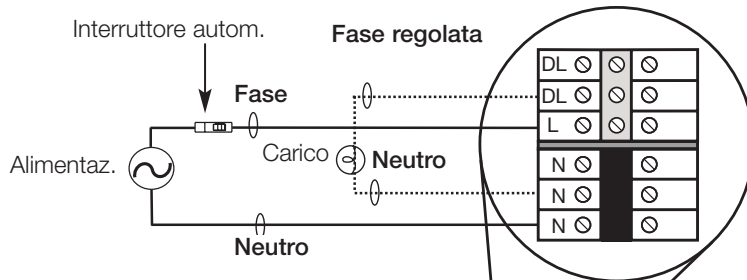 Interruttore autom.
Fase regolata
DL
Fase
DL
L
Carico
Neutro
Alimentaz.
N
N
N
Neutro